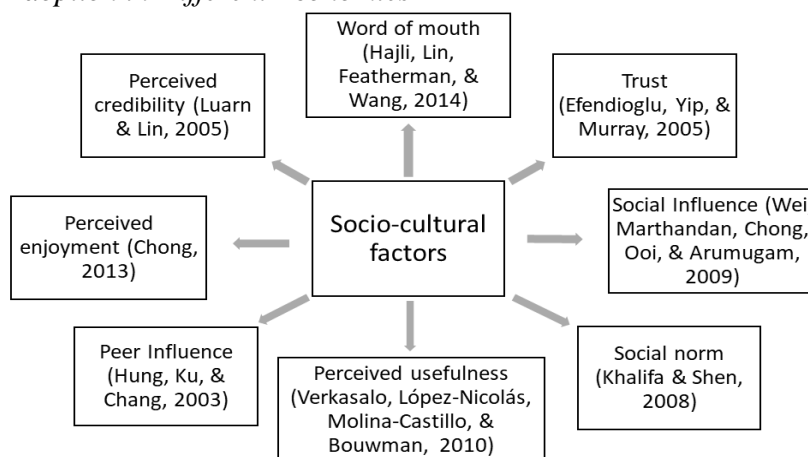 Word of mouth
(Hajli, Lin,
Featherman, &
Wang, 2014)
Perceived
credibility (Luarn
& Lin, 2005)
Trust
(Efendioglu, Yip, &
Murray, 2005)
Perceived
enjoyment (Chong,
2013)
Socio-cultural
factors
Social Influence (Wei
Marthandan, Chong,
Ooi, & Arumugam,
2009)
Peer Influence
(Hung, Ku, &
Chang, 2003)
Perceived usefulness
(Verkasalo, López-Nicolás,
Molina-Castillo, &
Bouwman, 2010)
Social norm
(Khalifa & Shen,
2008)